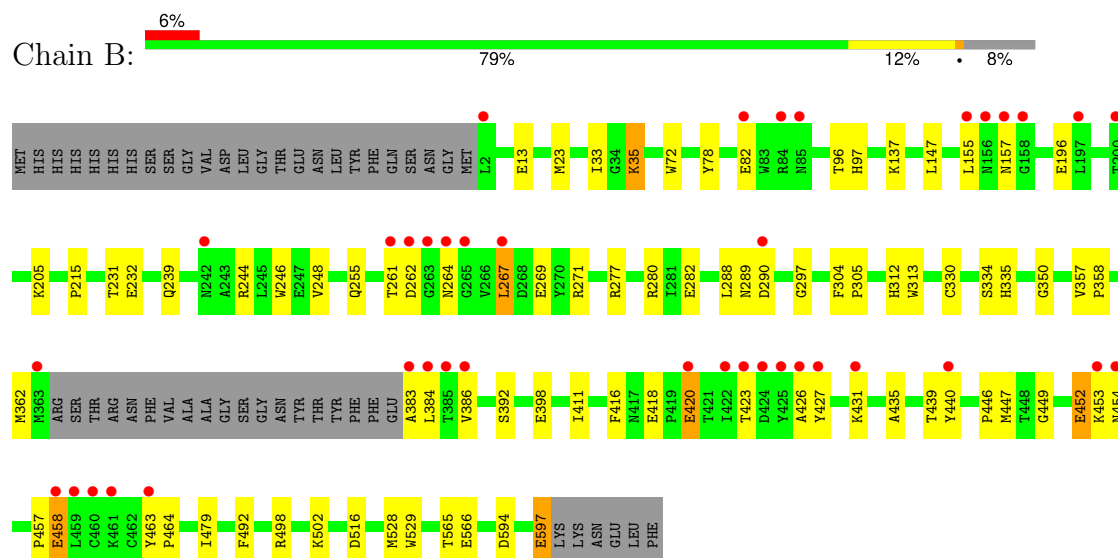 6%
Chain B:
79% 12% • 8%
MET HIS HIS HIS HIS HIS HIS SER SER GLY VAL ASP LEU GLY THR GLU ASN LEU TYR PHE GLN SER ASN GLY MET L2 E13 M23 I33 G34 K35 W72 Y78 E82 W83 R84 N85 T96 H97 K137 L147 L155 N156 N157 G158 E196 L197 T200
K205 P215 T231 E232 Q239 N242 A243 R244 L245 W246 E247 V248 Q255 T261 D262 G263 N264 G265 V266 L267 D268 E269 Y270 R271 R277 R280 I281 E282 L288 N289 D290 G297 F304 P305 H312 W313 C330 S334 H335 G350 V357 P358
M362 M363 ARG SER THR ARG ASN PHE VAL ALA ALA GLY SER GLY ASN TYR THR TYR PHE PHE GLU A383 L384 T385 V386 S392 E398 I411 F416 N417 E418 P419 E420 T421 I422 T423 D424 Y425 A426 Y427 K431 A435 T439 Y440 P446 M447 T448 G449 E452 K453 N454
P457 E458 L459 C460 K461 C462 Y463 P464 I479 F492 R498 K502 D516 M528 W529 T565 E566 D594 E597 LYS LYS ASN GLU LEU PHE